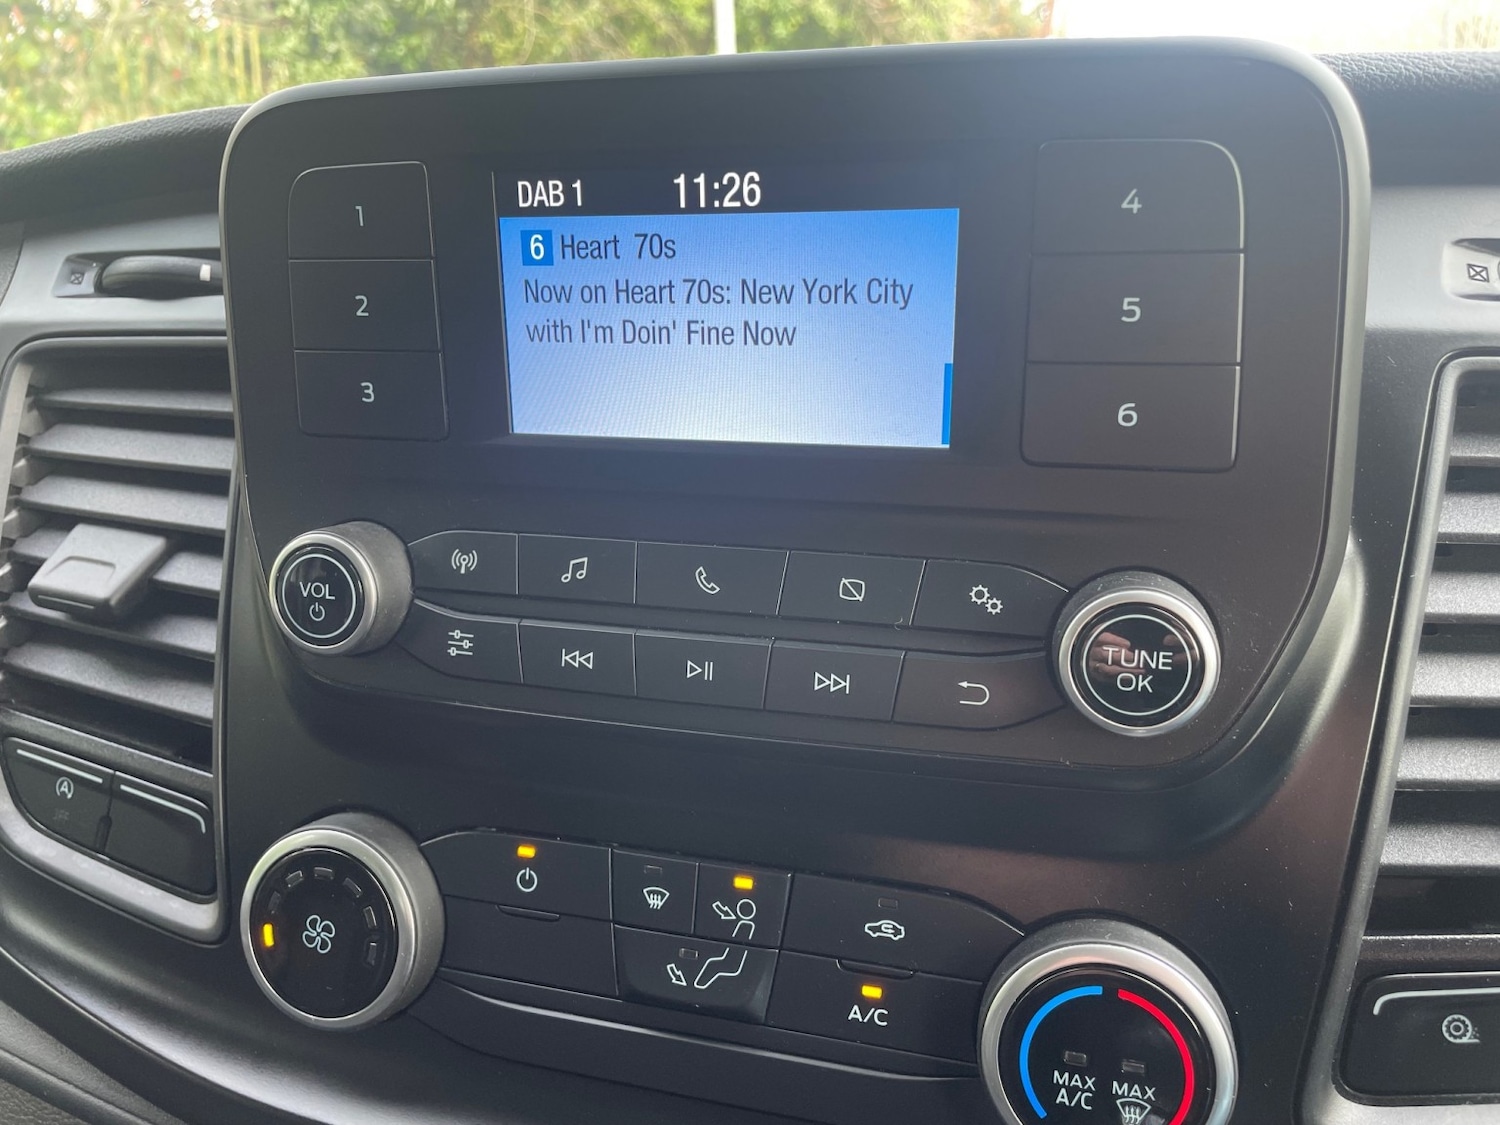 DAB 1 11:26
6 Heart 70s
Now on Heart 70s: New York City
with I'm Doin' Fine Now
1
2
3
4
5
6
VOL
TUNE
OK
A
A/C
MAX
A/C
MAX